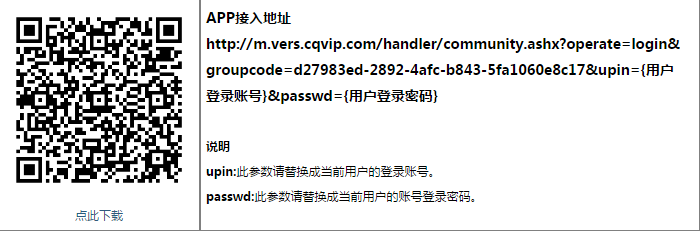 APP接入地址
http://m.vers.cqvip.com/handler/community.ashx?operate=login&
groupcode=d27983ed-2892-4afc-b843-5fa1060e8c17&upin={用户
登录账号}&passwd={用户登录密码}
说明
upin:此参数请替换成当前用户的登录账号。
passwd:此参数请替换成当前用户的账号登录密码。
点此下载